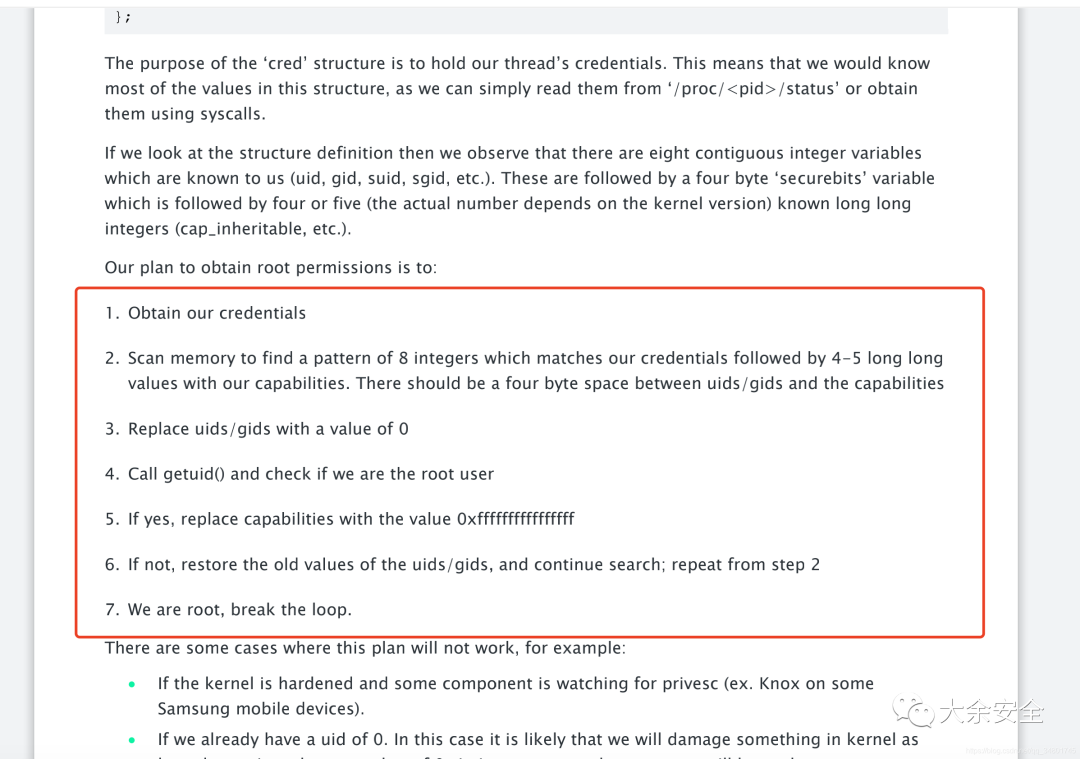 };
The purpose of the ‘cred’ structure is to hold our thread’s credentials. This means that we would know
most of the values in this structure, as we can simply read them from ‘/proc/<pid>/status’ or obtain
them using syscalls.
If we look at the structure definition then we observe that there are eight contiguous integer variables
which are known to us (uid, gid, suid, sgid, etc.). These are followed by a four byte ‘securebits’ variable
which is followed by four or five (the actual number depends on the kernel version) known long long
integers (cap_inheritable, etc.).
Our plan to obtain root permissions is to:
1. Obtain our credentials
2. Scan memory to find a pattern of 8 integers which matches our credentials followed by 4-5 long long
values with our capabilities. There should be a four byte space between uids/gids and the capabilities
3. Replace uids/gids with a value of 0
4. Call getuid() and check if we are the root user
5. If yes, replace capabilities with the value 0xffffffffffffffff
6. If not, restore the old values of the uids/gids, and continue search; repeat from step 2
7. We are root, break the loop.
There are some cases where this plan will not work, for example:
If the kernel is hardened and some component is watching for privesc (ex. Knox on some
Samsung mobile devices).
If we already have a uid of 0. In this case it is likely that we will damage something in kernel as
大余安全